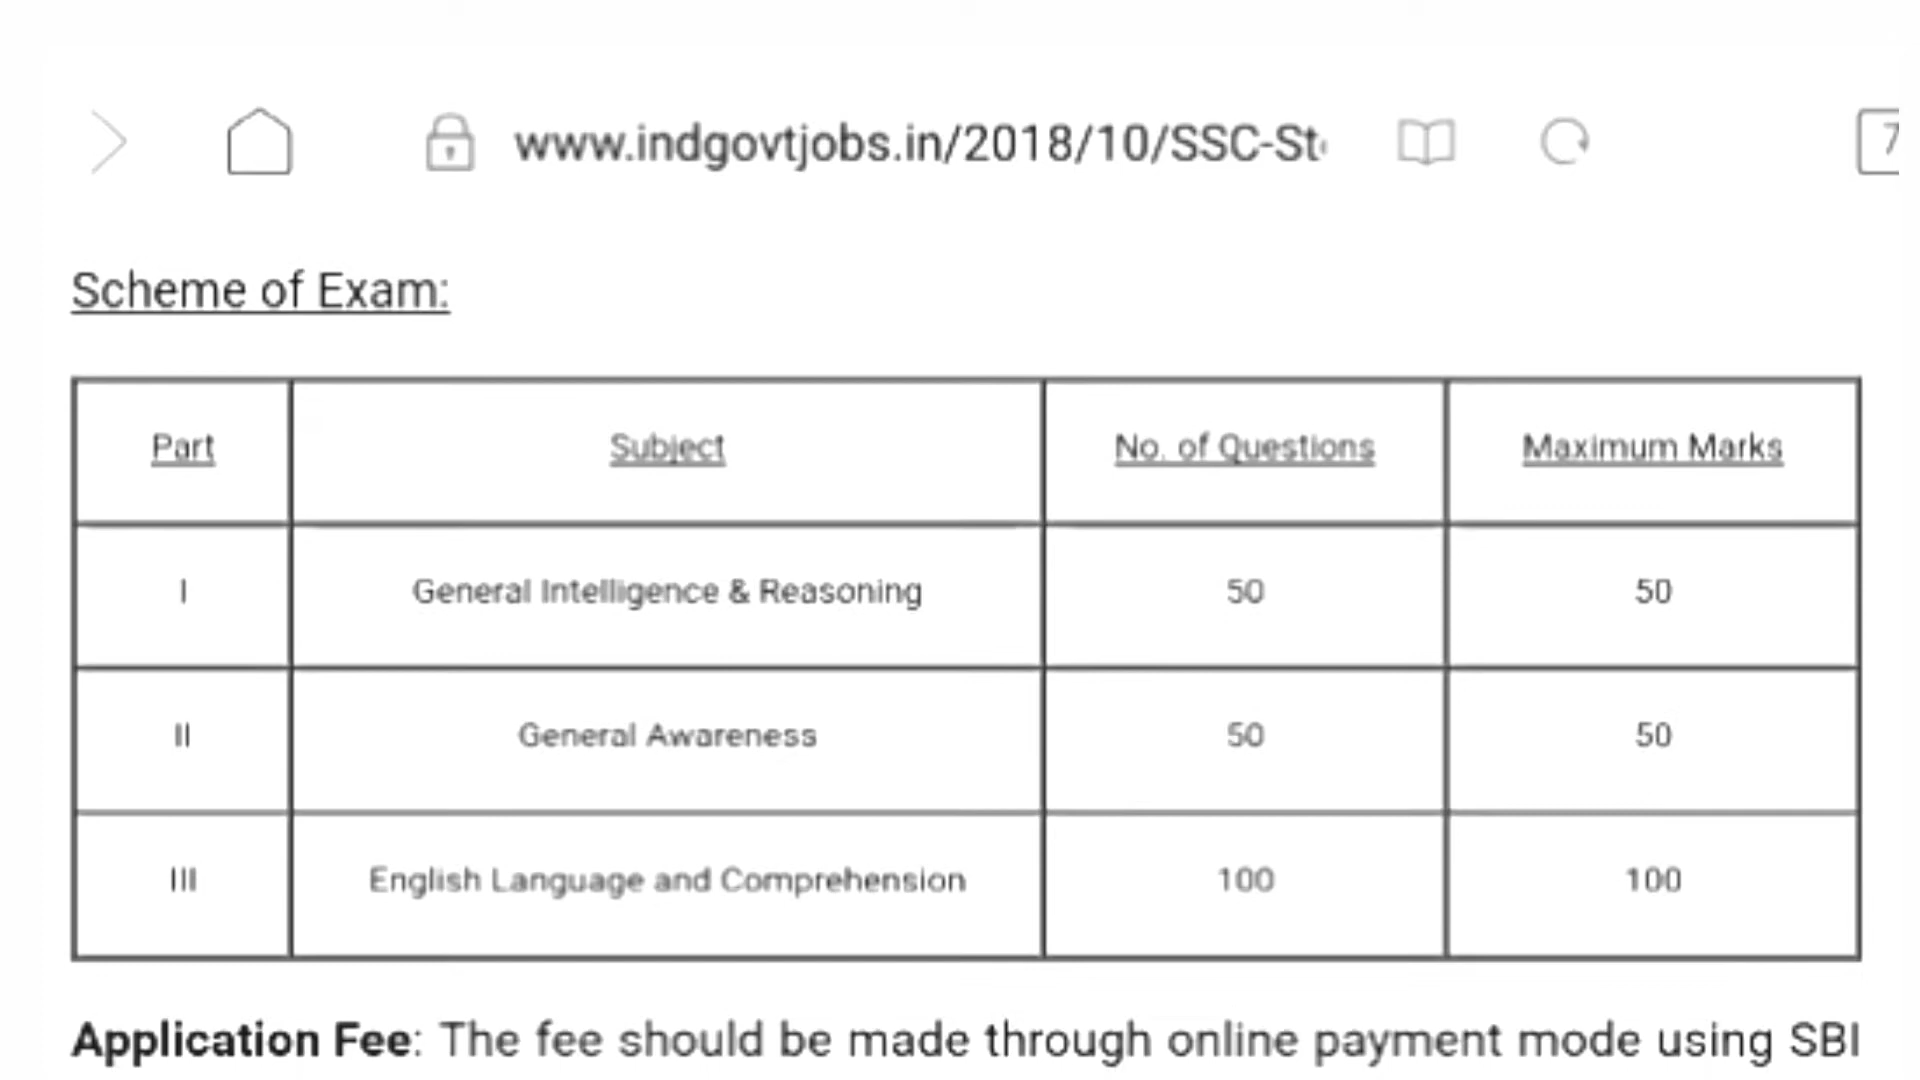 www.indgovtjobs.in/2018/10/SSC-St
7
Scheme of Exam:
Part Subject No. of Questions Maximum Marks
I General Intelligence & Reasoning 50 50
II General Awareness 50 50
III English Language and Comprehension 100 100
Application Fee: The fee should be made through online payment mode using SBI